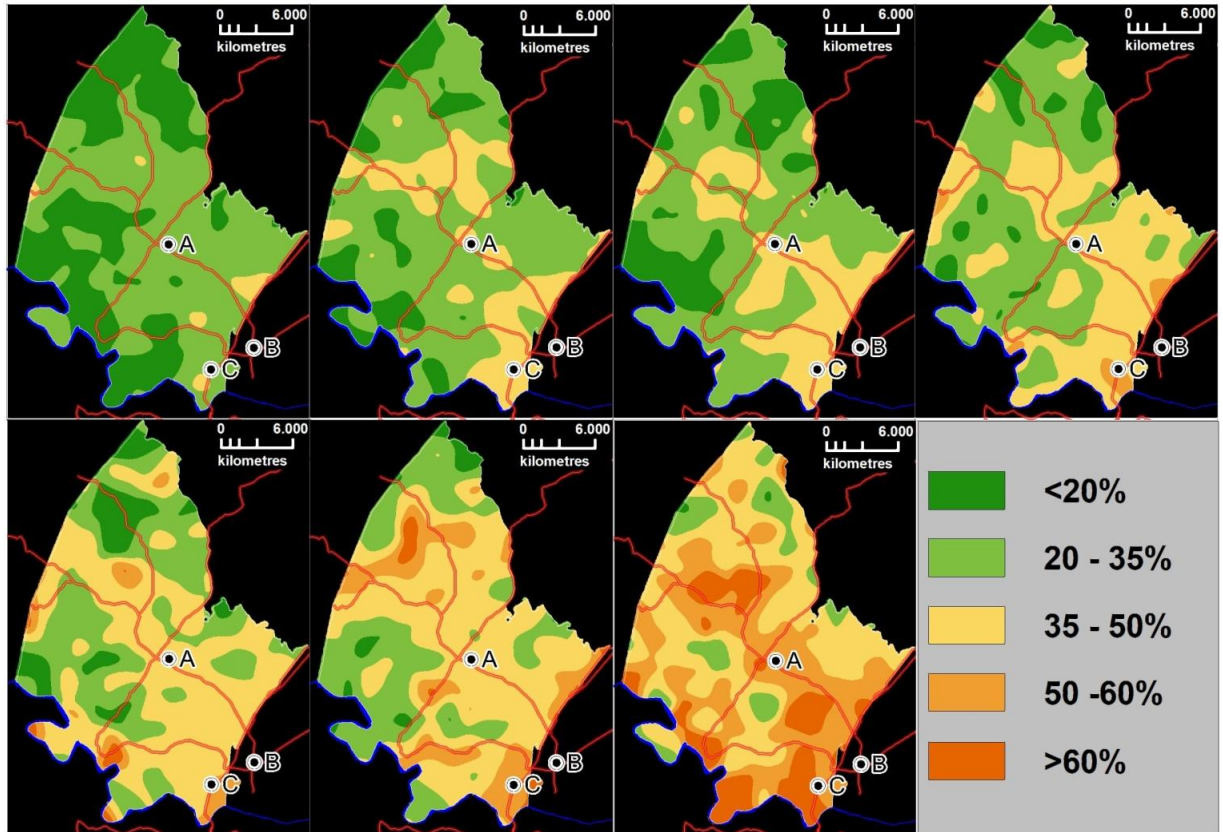 0 6.000
kilometres
A
B
C
0 6.000
kilometres
A
B
C
0 6.000
kilometres
A
B
C
0 6.000
kilometres
A
B
C
0 6.000
kilometres
A
B
C
0 6.000
kilometres
A
B
C
0 6.000
kilometres
A
B
C
<20%
20 - 35%
35 - 50%
50 -60%
>60%